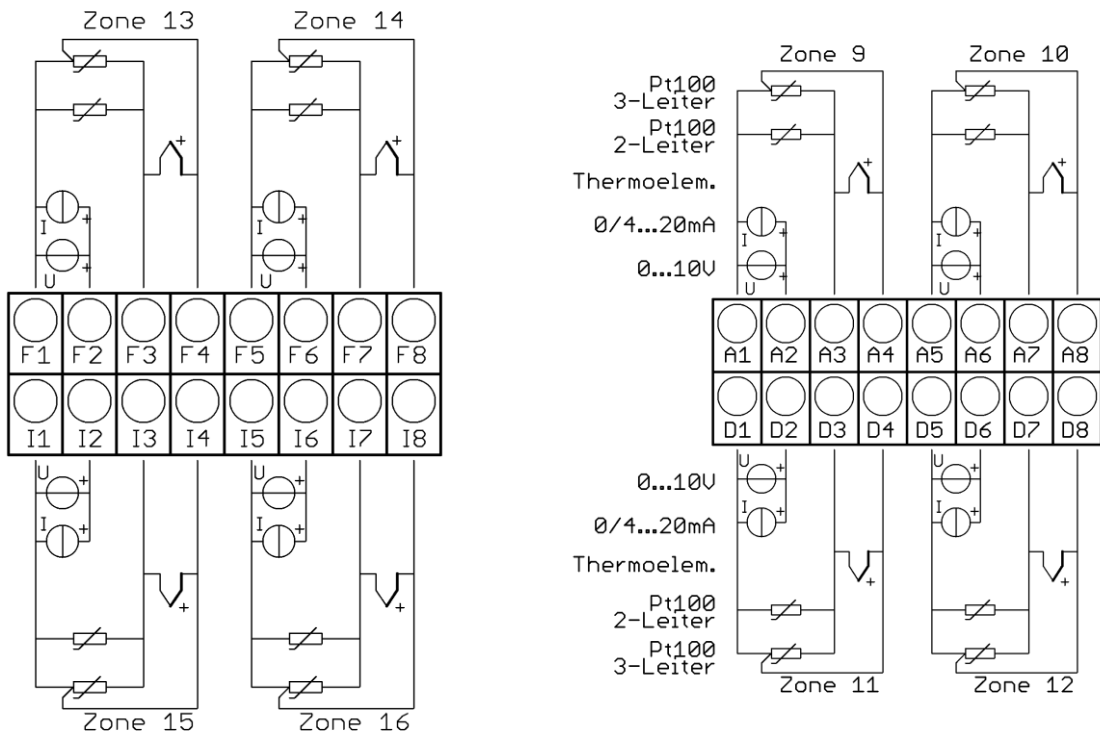 Zone 13 Zone 14
I + I +
U + U +
+ +
F1 F2 F3 F4 F5 F6 F7 F8
I1 I2 I3 I4 I5 I6 I7 I8
U + U +
I + I +
+ +
Zone 15 Zone 16
Zone 9 Zone 10
Pt100
3-Leiter
Pt100
2-Leiter
Thermoelem. + +
0/4...20mA I + I +
0...10V U + U +
A1 A2 A3 A4 A5 A6 A7 A8
D1 D2 D3 D4 D5 D6 D7 D8
0...10V U + U +
0/4...20mA I + I +
Thermoelem. + +
Pt100
2-Leiter
Pt100
3-Leiter
Zone 11 Zone 12